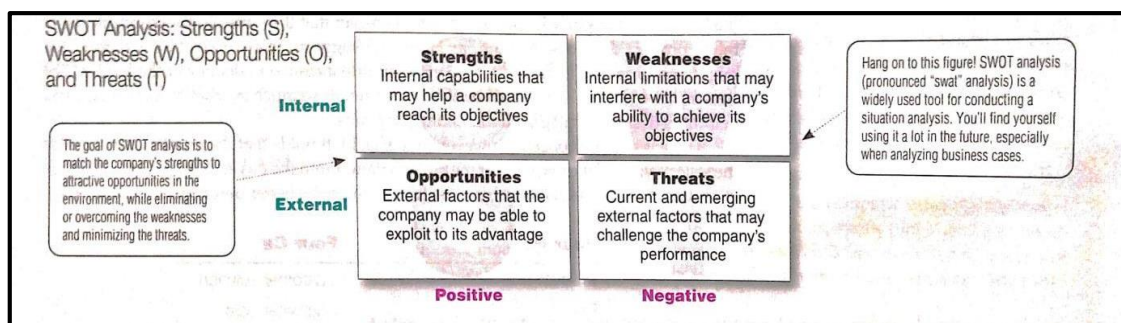 SWOT Analysis: Strengths (S),
Weaknesses (W), Opportunities (O),
and Threats (T)
The goal of SWOT analysis is to
match the company's strengths to
attractive opportunities in the
environment, while eliminating
or overcoming the weaknesses
and minimizing the threats.
Internal
External
Strengths
Internal capabilities that
may help a company
reach its objectives
Weaknesses
Internal limitations that may
interfere with a company's
ability to achieve its
objectives
Opportunities
External factors that the
company may be able to
exploit to its advantage
Threats
Current and emerging
external factors that may
challenge the company's
performance
Positive
Negative
Hang on to this figure! SWOT analysis
(pronounced "swat" analysis) is a
widely used tool for conducting a
situation analysis. You'll find yourself
using it a lot in the future, especially
when analyzing business cases.